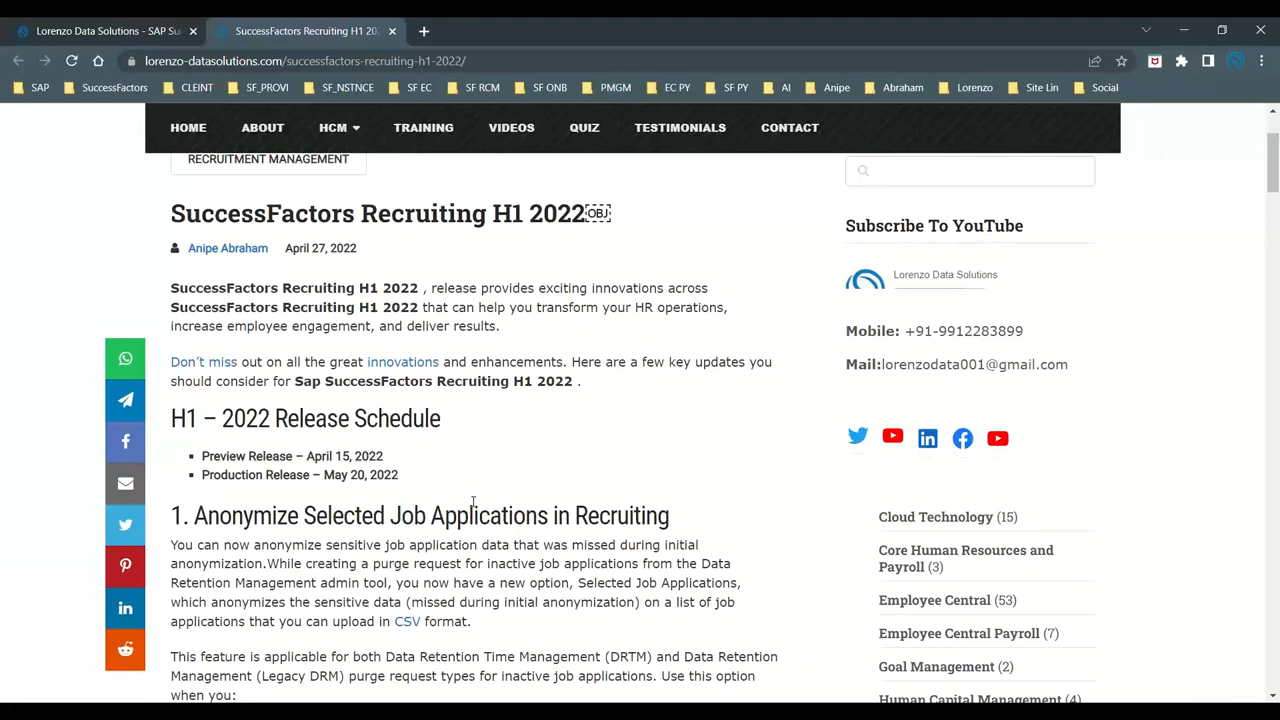 Lorenzo Data Solutions - SAP Su
SuccessFactors Recruiting H1 202
lorenzo-datasolutions.com/successfactors-recruiting-h1-2022/
SAP SuccessFactors CLEINT SF_PROVI SF_NSTNCE SF EC SF RCM SF ONB PMGM EC PY SF PY AI Anipe Abraham Lorenzo Site Lin Social
HOME ABOUT HCM TRAINING VIDEOS QUIZ TESTIMONIALS CONTACT
RECRUITMENT MANAGEMENT
SuccessFactors Recruiting H1 2022OBJ
Anipe Abraham April 27, 2022
SuccessFactors Recruiting H1 2022 , release provides exciting innovations across
SuccessFactors Recruiting H1 2022 that can help you transform your HR operations,
increase employee engagement, and deliver results.
Don't miss out on all the great innovations and enhancements. Here are a few key updates you
should consider for Sap SuccessFactors Recruiting H1 2022 .
H1 – 2022 Release Schedule
Preview Release – April 15, 2022
Production Release – May 20, 2022
1. Anonymize Selected Job Applications in Recruiting
You can now anonymize sensitive job application data that was missed during initial
anonymization.While creating a purge request for inactive job applications from the Data
Retention Management admin tool, you now have a new option, Selected Job Applications,
which anonymizes the sensitive data (missed during initial anonymization) on a list of job
applications that you can upload in CSV format.
This feature is applicable for both Data Retention Time Management (DRTM) and Data Retention
Management (Legacy DRM) purge request types for inactive job applications. Use this option
when you:
Subscribe To YouTube
Lorenzo Data Solutions
Mobile: +91-9912283899
Mail:lorenzodata001@gmail.com
Cloud Technology (15)
Core Human Resources and
Payroll (3)
Employee Central (53)
Employee Central Payroll (7)
Goal Management (2)
Human Capital Management (4)